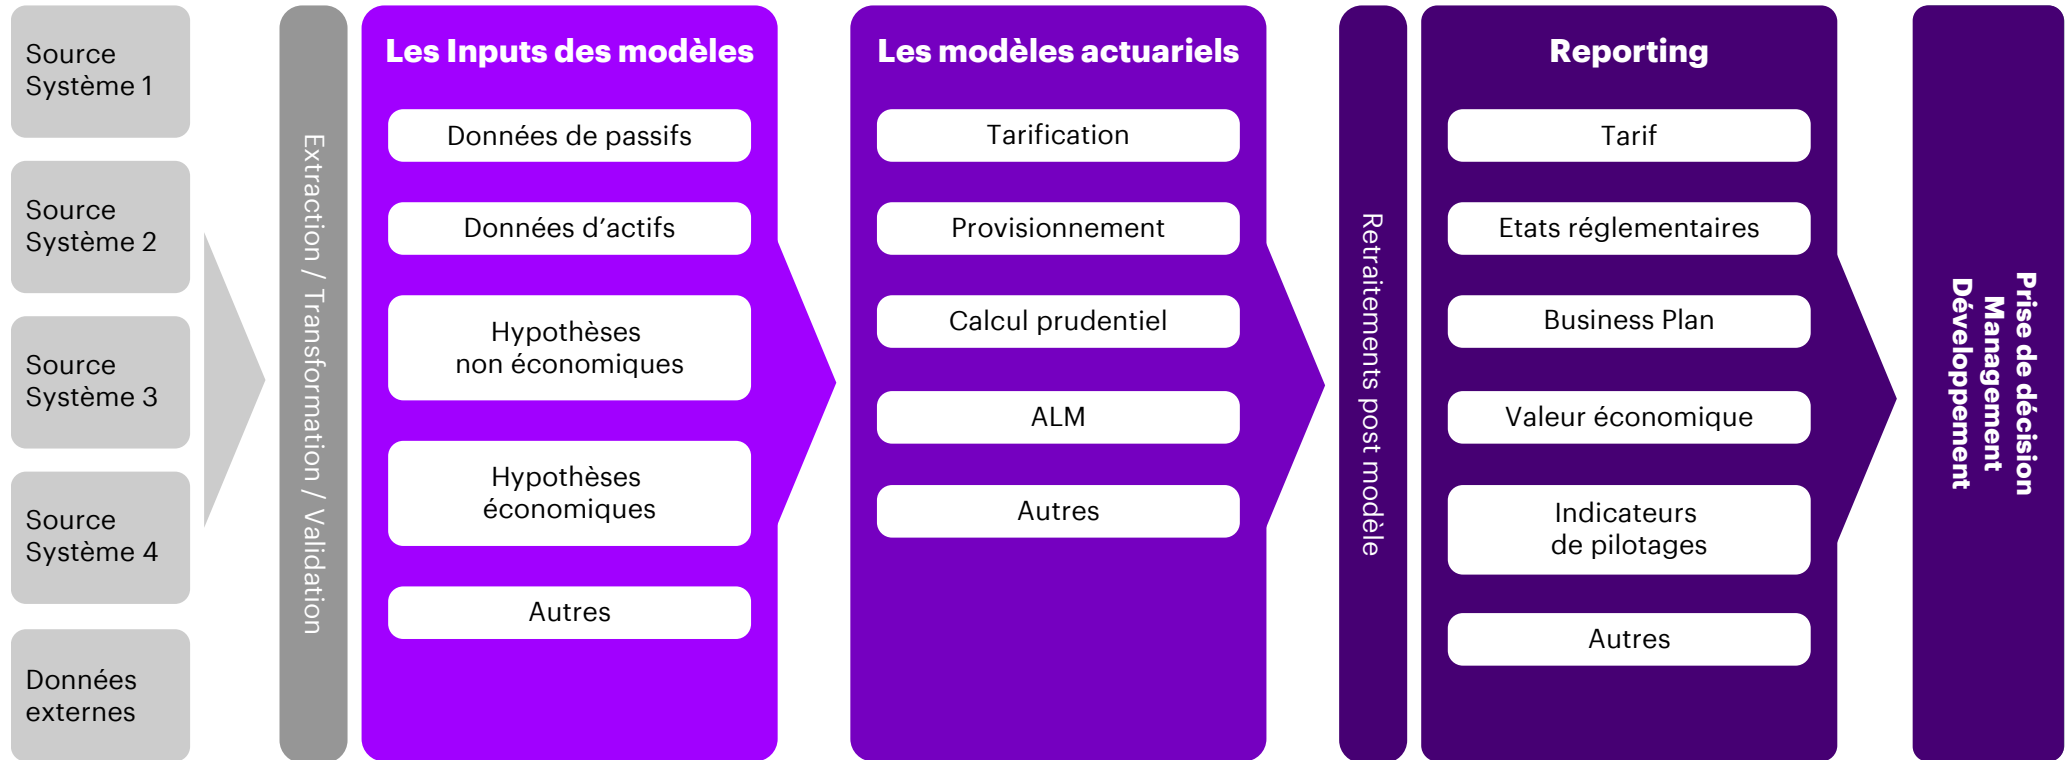 Source
Système 1
Source
Système 2
Source
Système 3
Source
Système 4
Données
externes
Extraction / Transformation / Validation
Les Inputs des modèles
Données de passifs
Données d’actifs
Hypothèses
non économiques
Hypothèses
économiques
Autres
Les modèles actuariels
Tarification
Provisionnement
Calcul prudentiel
ALM
Autres
Retraitements post modèle
Reporting
Tarif
Etats réglementaires
Business Plan
Valeur économique
Indicateurs
de pilotages
Autres
Prise de décision
Management
Développement